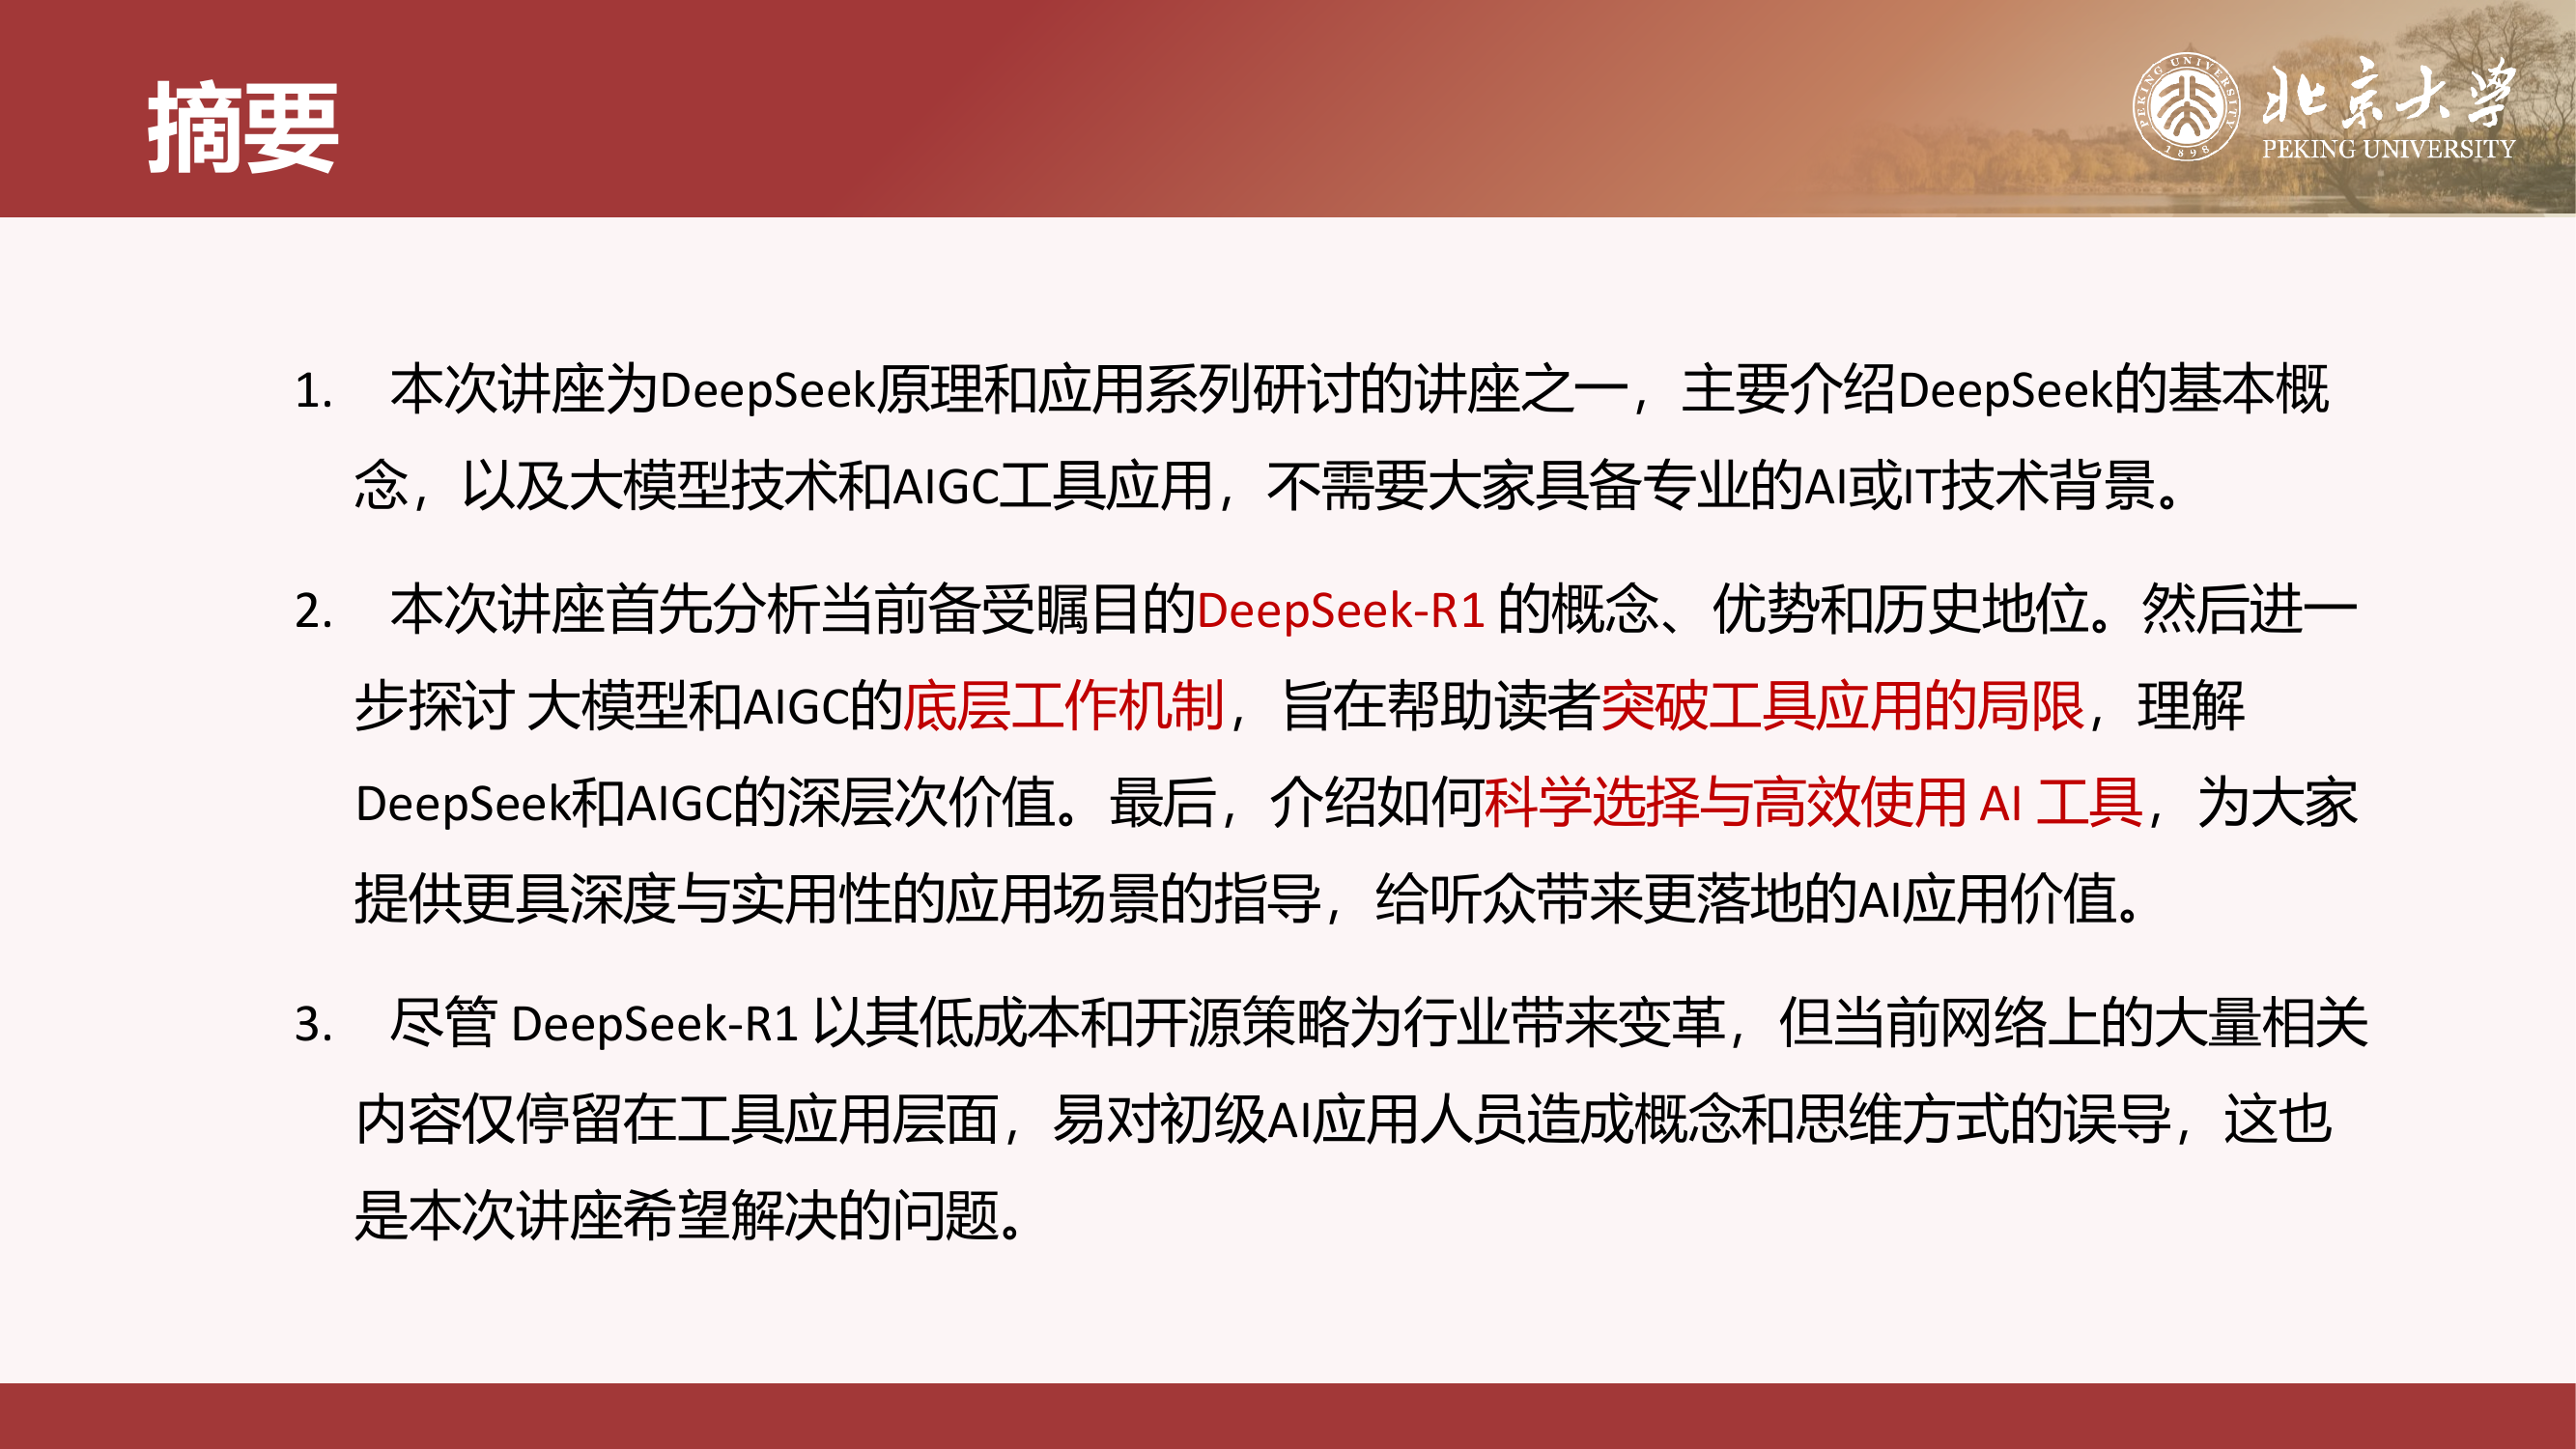 摘要
PEKING UNIVERSITY
1898
北京大学
PEKING UNIVERSITY
1. 本次讲座为DeepSeek原理和应用系列研讨的讲座之一，主要介绍DeepSeek的基本概
念，以及大模型技术和AIGC工具应用，不需要大家具备专业的AI或IT技术背景。
2. 本次讲座首先分析当前备受瞩目的DeepSeek-R1 的概念、优势和历史地位。然后进一
步探讨 大模型和AIGC的底层工作机制，旨在帮助读者突破工具应用的局限，理解
DeepSeek和AIGC的深层次价值。最后，介绍如何科学选择与高效使用 AI 工具，为大家
提供更具深度与实用性的应用场景的指导，给听众带来更落地的AI应用价值。
3. 尽管 DeepSeek-R1 以其低成本和开源策略为行业带来变革，但当前网络上的大量相关
内容仅停留在工具应用层面，易对初级AI应用人员造成概念和思维方式的误导，这也
是本次讲座希望解决的问题。